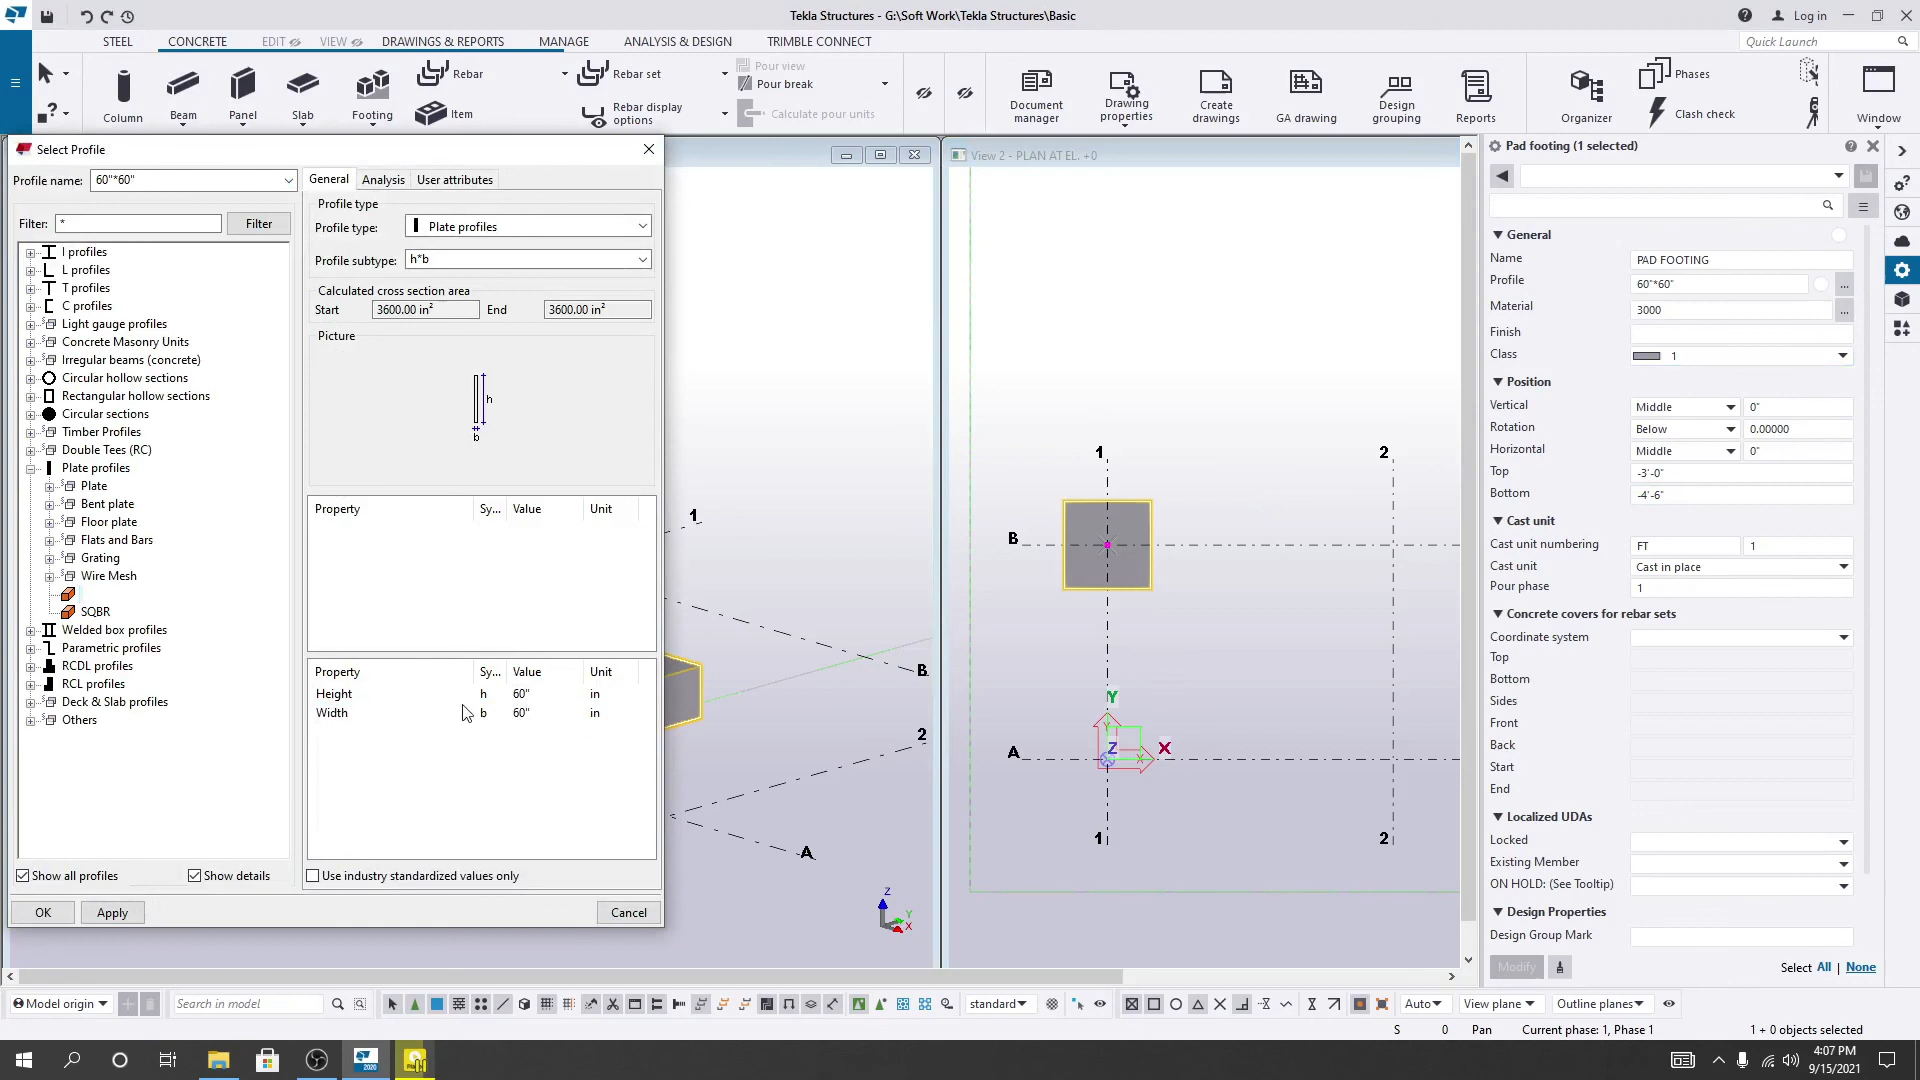 Tekla Structures - G:\Soft Work\Tekla Structures\Basic
Log in
STEEL CONCRETE EDIT VIEW DRAWINGS & REPORTS MANAGE ANALYSIS & DESIGN TRIMBLE CONNECT
Quick Launch
Column
Beam
Panel
Slab
Footing
Rebar
Item
Rebar set
Rebar display options
Pour view
Pour break
Calculate pour units
Document manager
Drawing properties
Create drawings
GA drawing
Design grouping
Reports
Organizer
Phases
Clash check
Window
Select Profile
Profile name: 60"*60"
Filter: *
Filter
I profiles
L profiles
T profiles
C profiles
Light gauge profiles
Concrete Masonry Units
Irregular beams (concrete)
Circular hollow sections
Rectangular hollow sections
Circular sections
Timber Profiles
Double Tees (RC)
Plate profiles
Plate
Bent plate
Floor plate
Flats and Bars
Grating
Wire Mesh
SQBR
Welded box profiles
Parametric profiles
RCDL profiles
RCL profiles
Deck & Slab profiles
Others
Show all profiles
Show details
OK
Apply
General Analysis User attributes
Profile type
Profile type: Plate profiles
Profile subtype: h*b
Calculated cross section area
Start 3600.00 in² End 3600.00 in²
Picture
h
b
Property Sy... Value Unit
Property Sy... Value Unit
Height h 60" in
Width b 60" in
Use industry standardized values only
Cancel
1
B
2
A
Z
Y
X
View 2 - PLAN AT EL. +0
1 2
B
Y
Z X
A
1 2
Pad footing (1 selected)
General
Name PAD FOOTING
Profile 60"*60" ...
Material 3000 ...
Finish
Class 1
Position
Vertical Middle 0"
Rotation Below 0.00000
Horizontal Middle 0"
Top -3'-0"
Bottom -4'-6"
Cast unit
Cast unit numbering FT 1
Cast unit Cast in place
Pour phase 1
Concrete covers for rebar sets
Coordinate system
Top
Bottom
Sides
Front
Back
Start
End
Localized UDAs
Locked
Existing Member
ON HOLD: (See Tooltip)
Design Properties
Design Group Mark
Modify
Select All | None
Model origin
Search in model
standard
Auto
View plane
Outline planes
S 0 Pan Current phase: 1, Phase 1 1 + 0 objects selected
2020
4:07 PM
9/15/2021